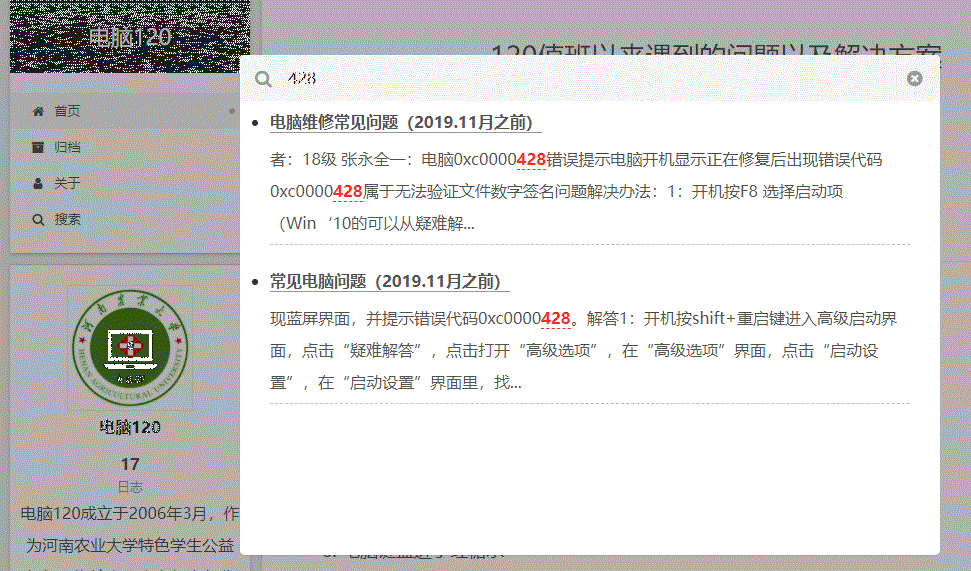 电脑120
120值班以来遇到的问题以及解决方案
428
首页
归档
关于
搜索
电脑维修常见问题（2019.11月之前）
者：18级 张永全一：电脑0xc0000428错误提示电脑开机显示正在修复后出现错误代码
0xc0000428属于无法验证文件数字签名问题解决办法：1：开机按F8 选择启动项
（Win‘10的可以从疑难解...
常见电脑问题（2019.11月之前）
现蓝屏界面，并提示错误代码0xc0000428。解答1：开机按shift+重启键进入高级启动界
面，点击“疑难解答”，点击打开“高级选项”，在“高级选项”界面，点击“启动设
置”，在“启动设置”界面里，找...
河南农业大学
HENAN AGRICULTURAL UNIVERSITY
电脑120
17
日志
电脑120成立于2006年3月，作
为河南农业大学特色学生公益